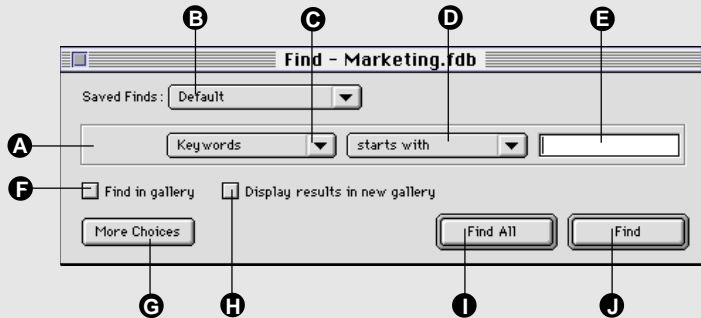 B C D E
Find - Marketing.fdb
Saved Finds: Default
A Keywords starts with
F Find in gallery Display results in new gallery
More Choices Find All Find
G H I J